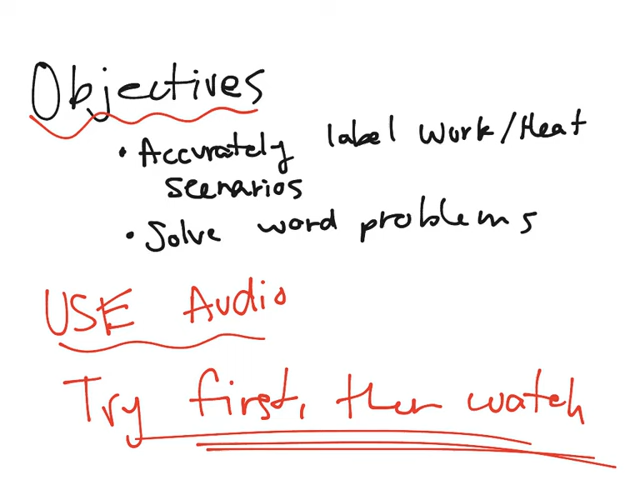 Objectives
• Accurately label Work/Heat
scenarios
• Solve word problems
USE Audio
Try first, then watch